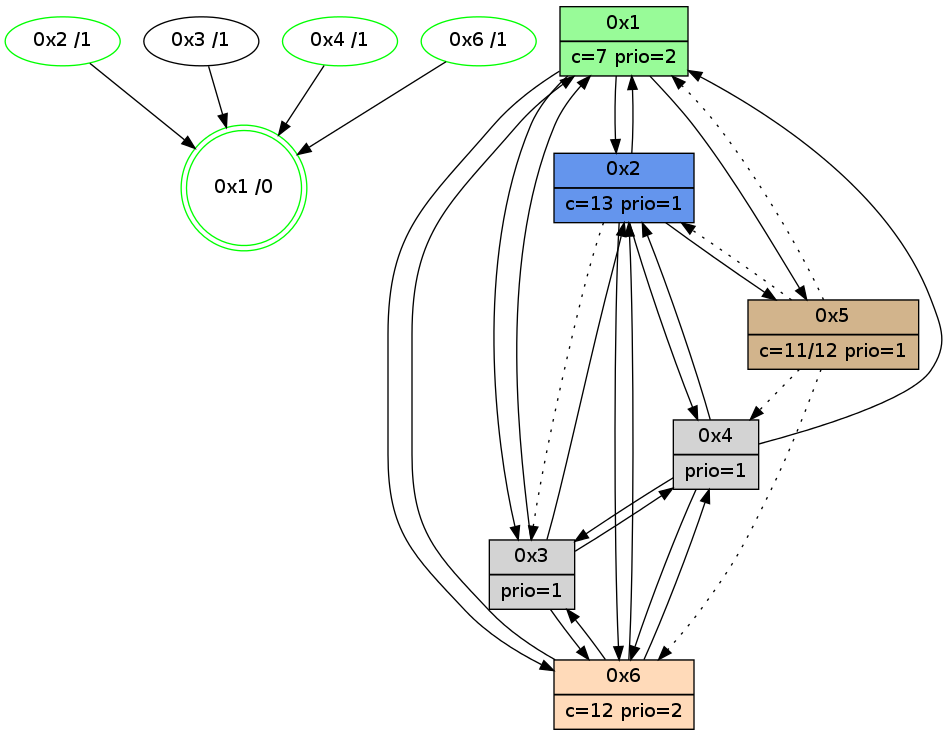 0x2 /1
0x3 /1
0x4 /1
0x6 /1
0x1 /0
0x1
c=7 prio=2
0x2
c=13 prio=1
0x5
c=11/12 prio=1
0x4
prio=1
0x3
prio=1
0x6
c=12 prio=2